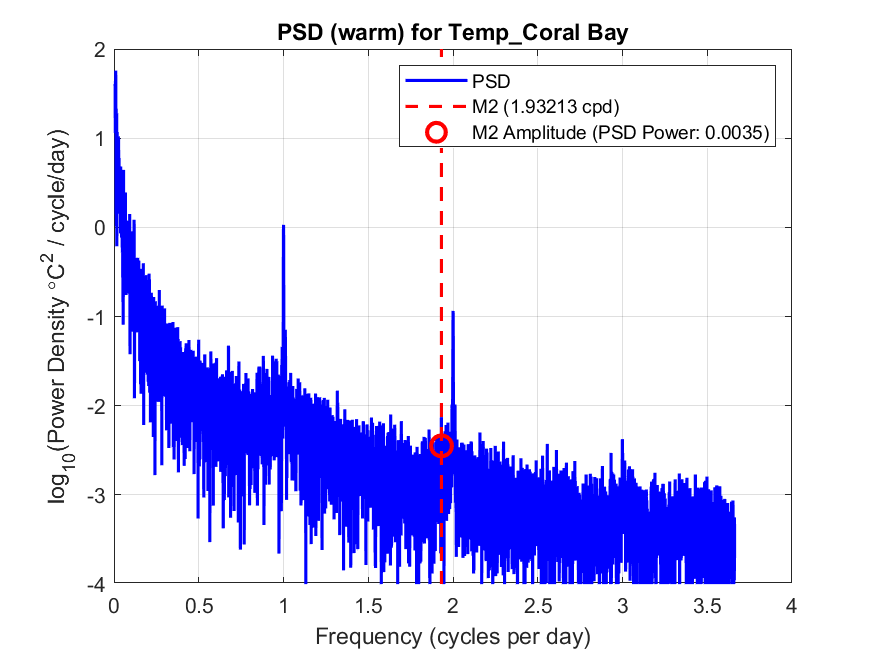 PSD (warm) for Temp_Coral Bay
PSD
M2 (1.93213 cpd)
M2 Amplitude (PSD Power: 0.0035)
log10(Power Density °C2 / cycle/day)
2
1
0
-1
-2
-3
-4
0
0.5
1
1.5
2
2.5
3
3.5
4
Frequency (cycles per day)